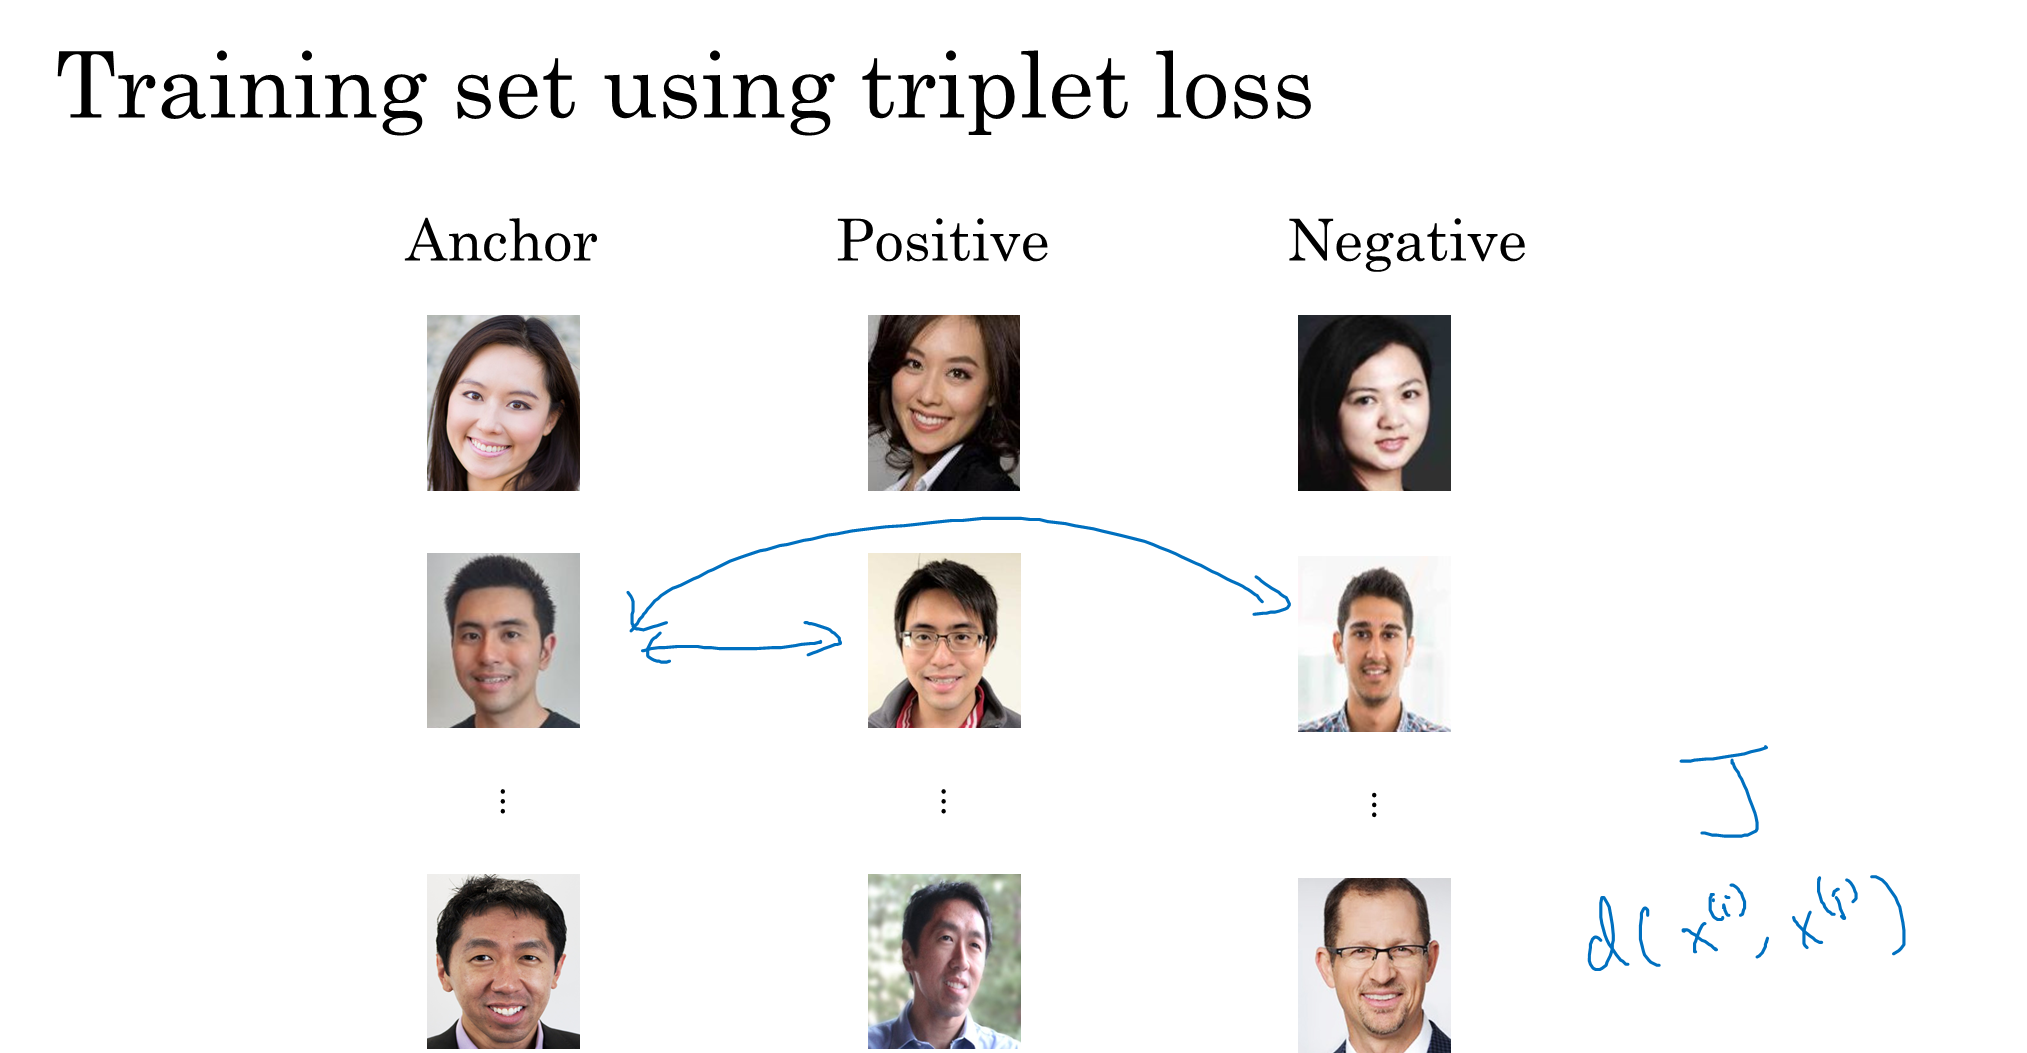 Training set using triplet loss
Anchor Positive Negative
⋮ ⋮ ⋮
J
d(x⁽ⁱ⁾, x⁽ʲ⁾)